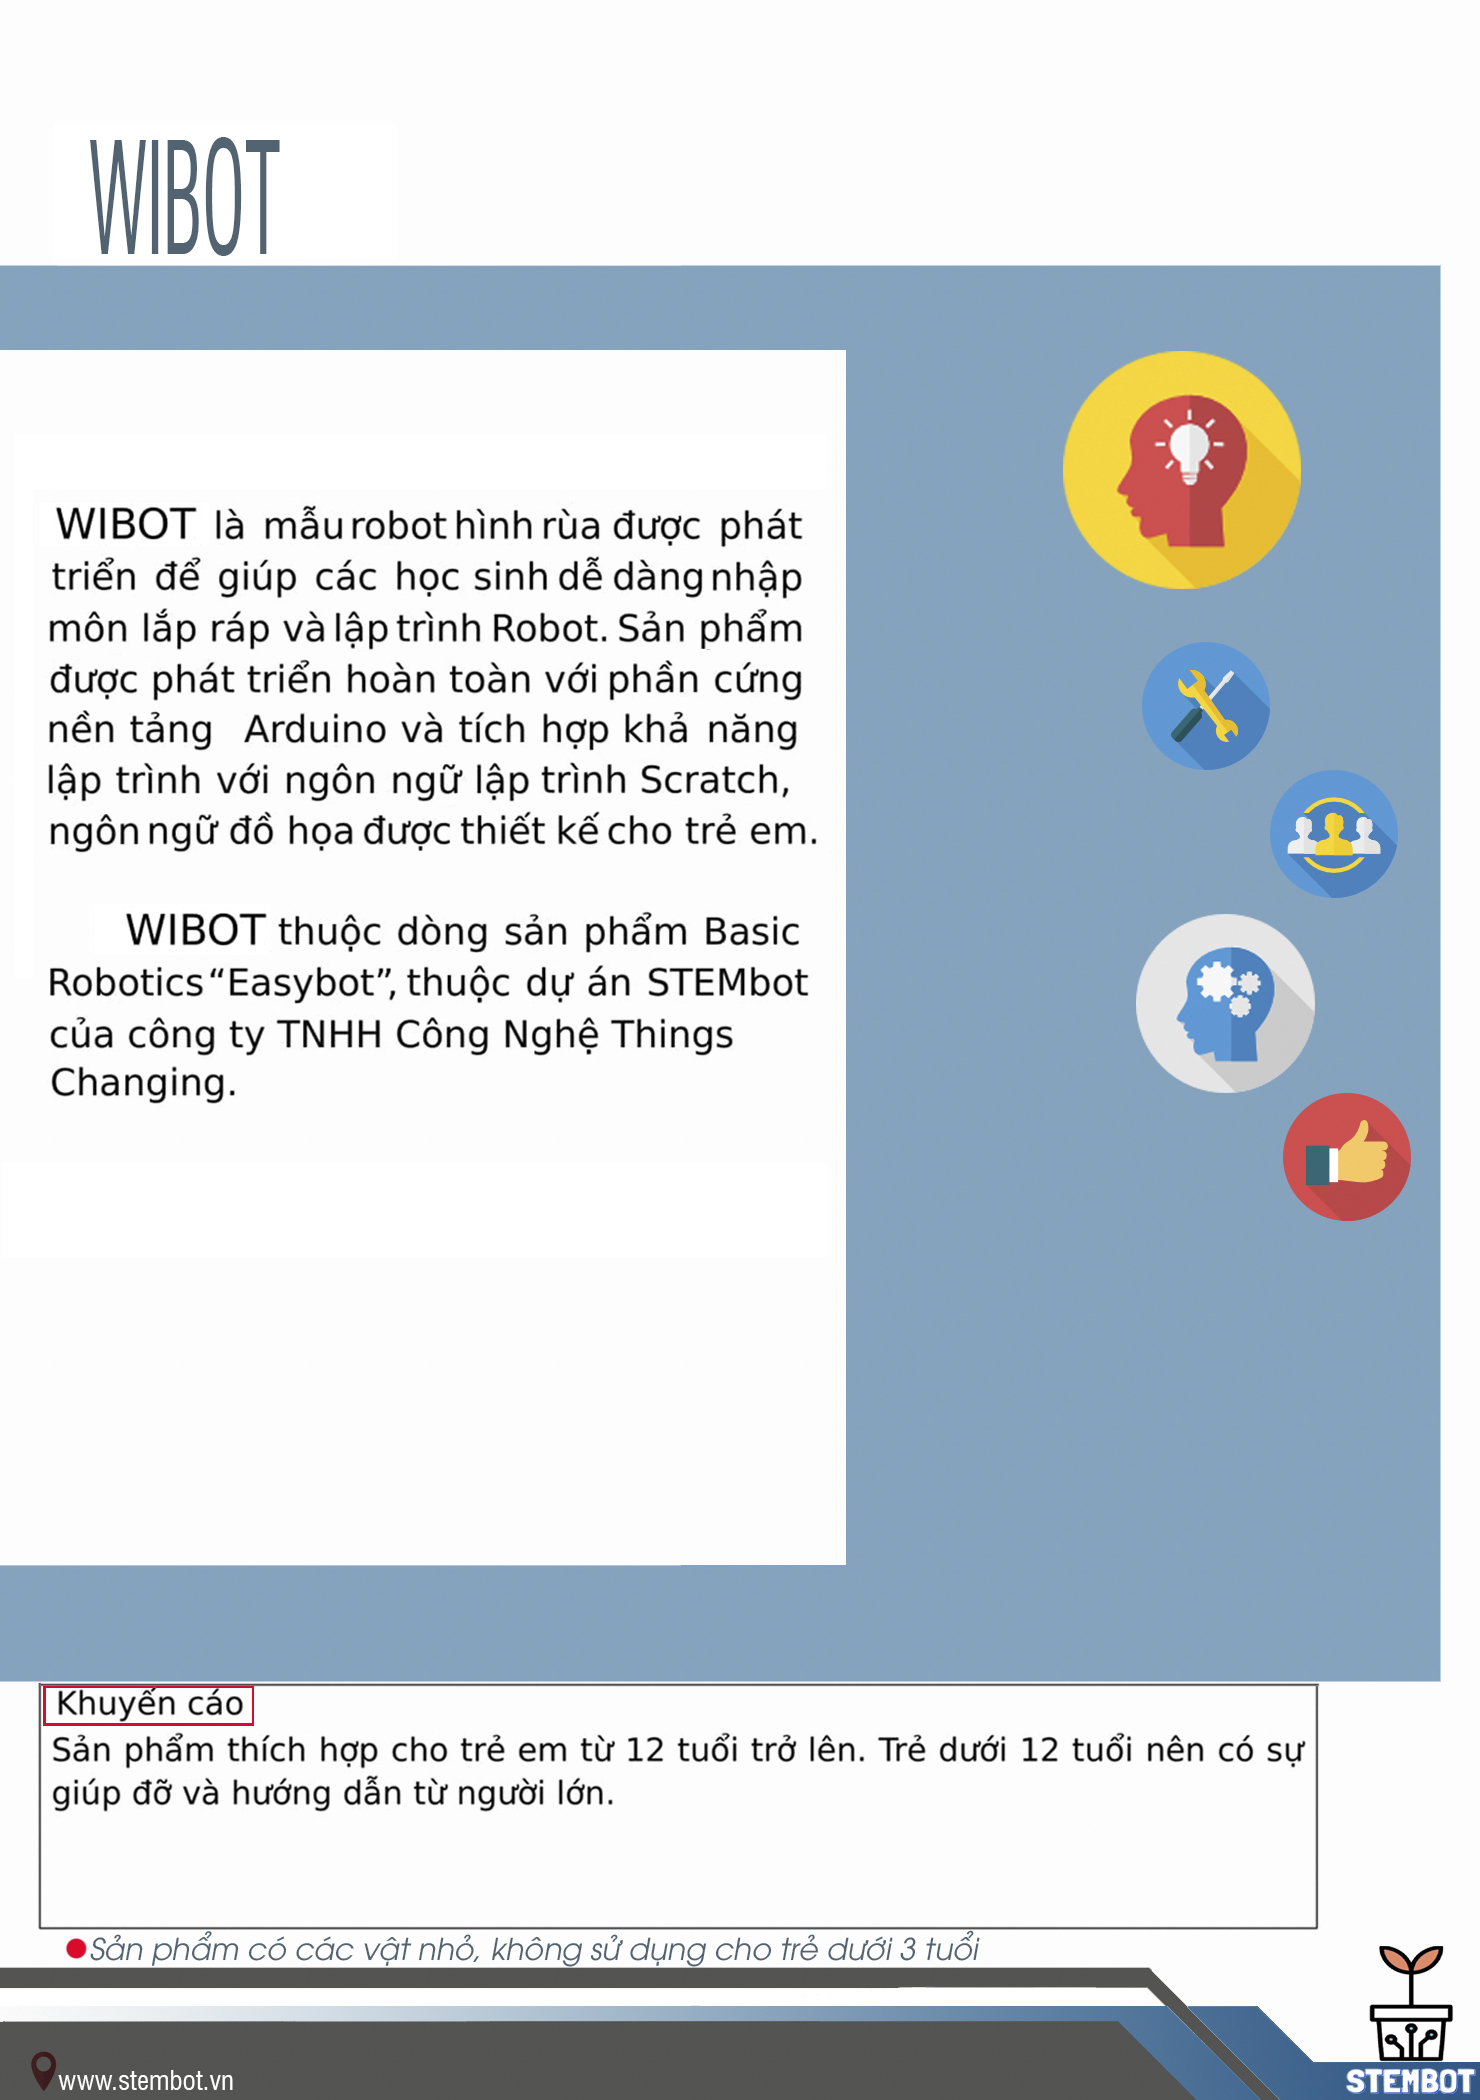 WIBOT
WIBOT là mẫu robot hình rùa được phát
triển để giúp các học sinh dễ dàng nhập
môn lắp ráp và lập trình Robot. Sản phẩm
được phát triển hoàn toàn với phần cứng
nền tảng Arduino và tích hợp khả năng
lập trình với ngôn ngữ lập trình Scratch,
ngôn ngữ đồ họa được thiết kế cho trẻ em.
WIBOT thuộc dòng sản phẩm Basic
Robotics “Easybot”, thuộc dự án STEMbot
của công ty TNHH Công Nghệ Things
Changing.
Khuyến cáo
Sản phẩm thích hợp cho trẻ em từ 12 tuổi trở lên. Trẻ dưới 12 tuổi nên có sự
giúp đỡ và hướng dẫn từ người lớn.
Sản phẩm có các vật nhỏ, không sử dụng cho trẻ dưới 3 tuổi
www.stembot.vn
STEMBOT